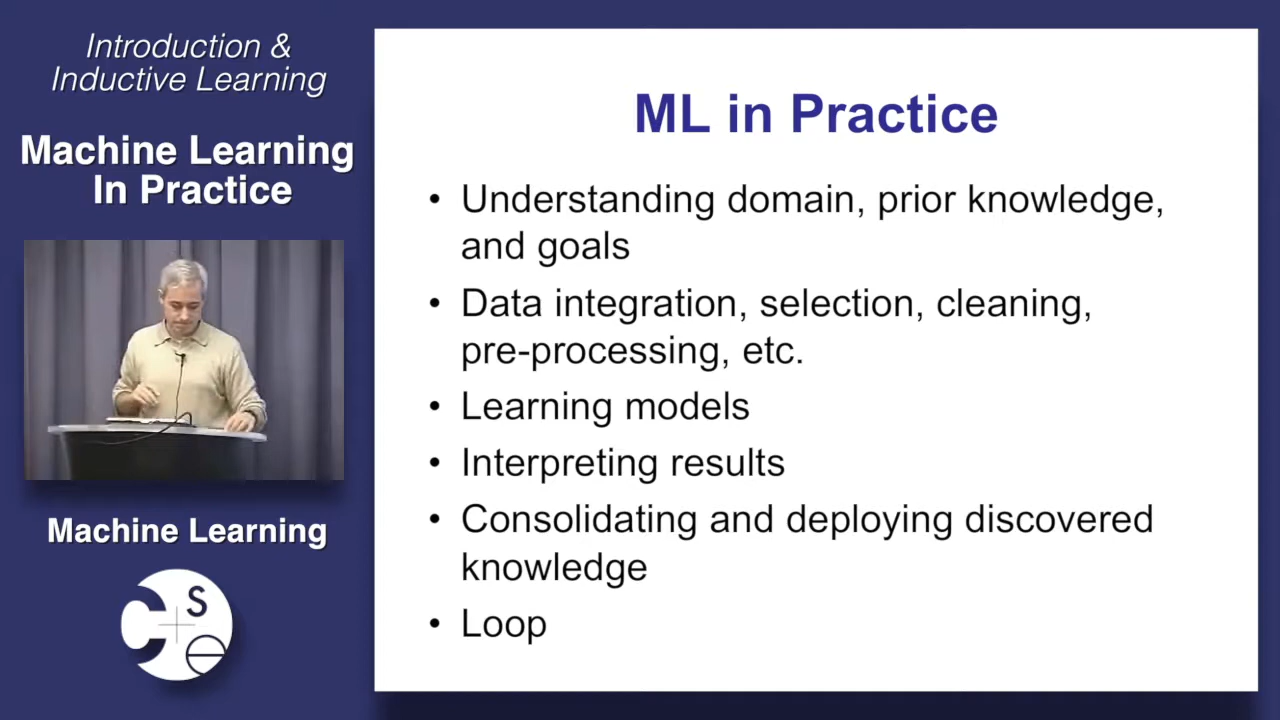 Introduction &
Inductive Learning
Machine Learning
In Practice
Machine Learning
C S e
ML in Practice
• Understanding domain, prior knowledge,
and goals
• Data integration, selection, cleaning,
pre-processing, etc.
• Learning models
• Interpreting results
• Consolidating and deploying discovered
knowledge
• Loop